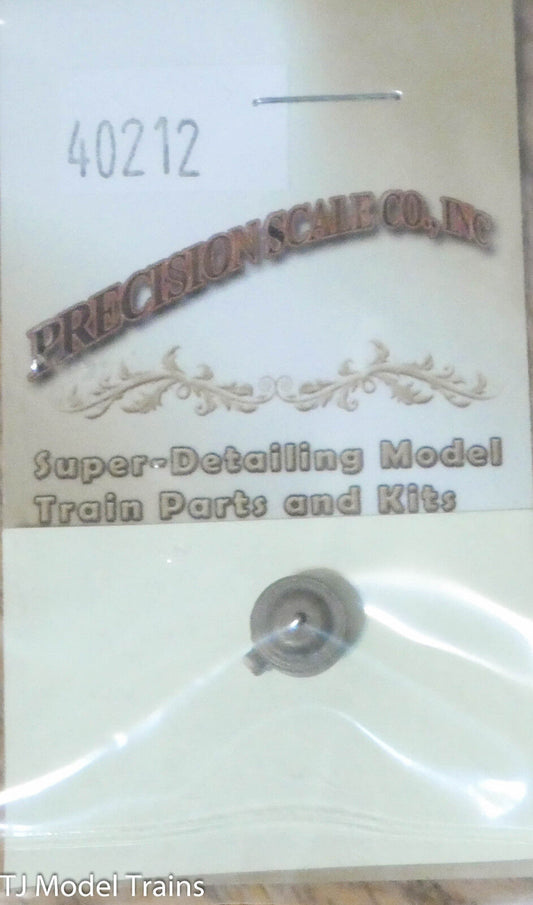 40212
PRECISION SCALE CO., INC
Super-Detailing Model
Train Parts and Kits
TJ Model Trains